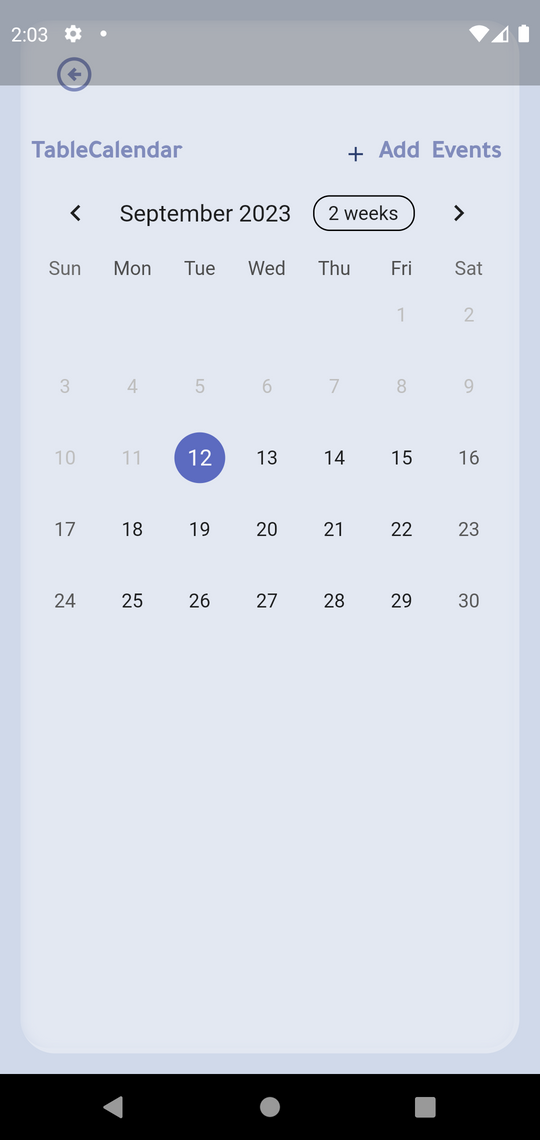 2:03
TableCalendar + Add Events
September 2023 2 weeks
Sun Mon Tue Wed Thu Fri Sat
1 2
3 4 5 6 7 8 9
10 11 12 13 14 15 16
17 18 19 20 21 22 23
24 25 26 27 28 29 30